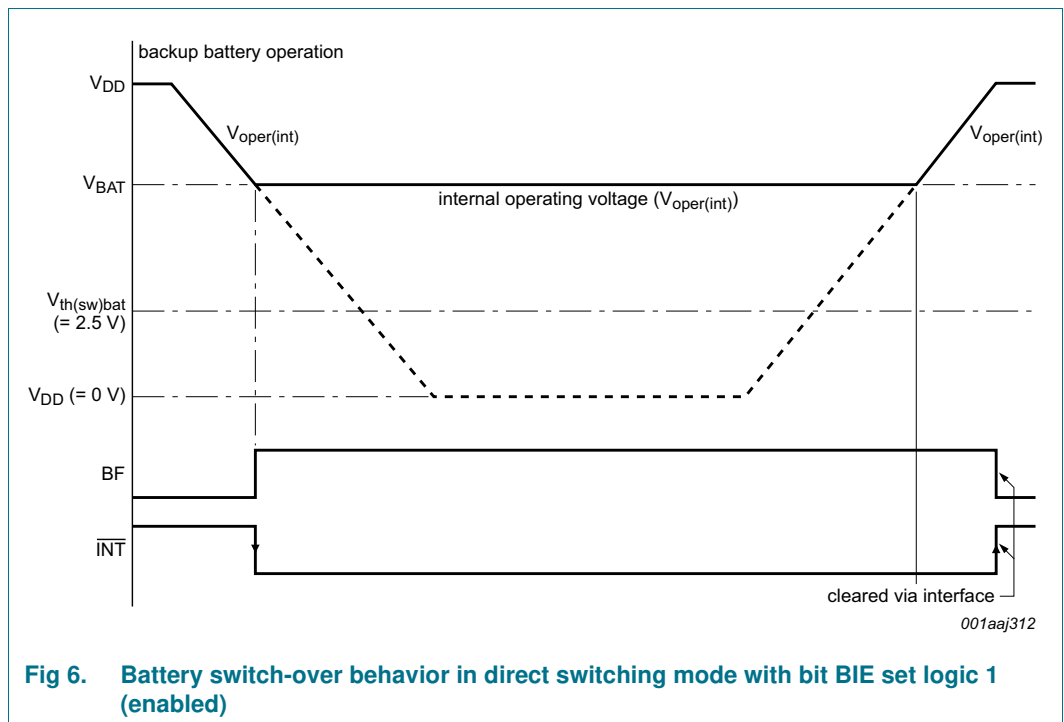 backup battery operation
VDD
Voper(int)
Voper(int)
VBAT
internal operating voltage (Voper(int))
Vth(sw)bat
(= 2.5 V)
VDD (= 0 V)
BF
INT
cleared via interface
001aaj312
Fig 6. Battery switch-over behavior in direct switching mode with bit BIE set logic 1
(enabled)